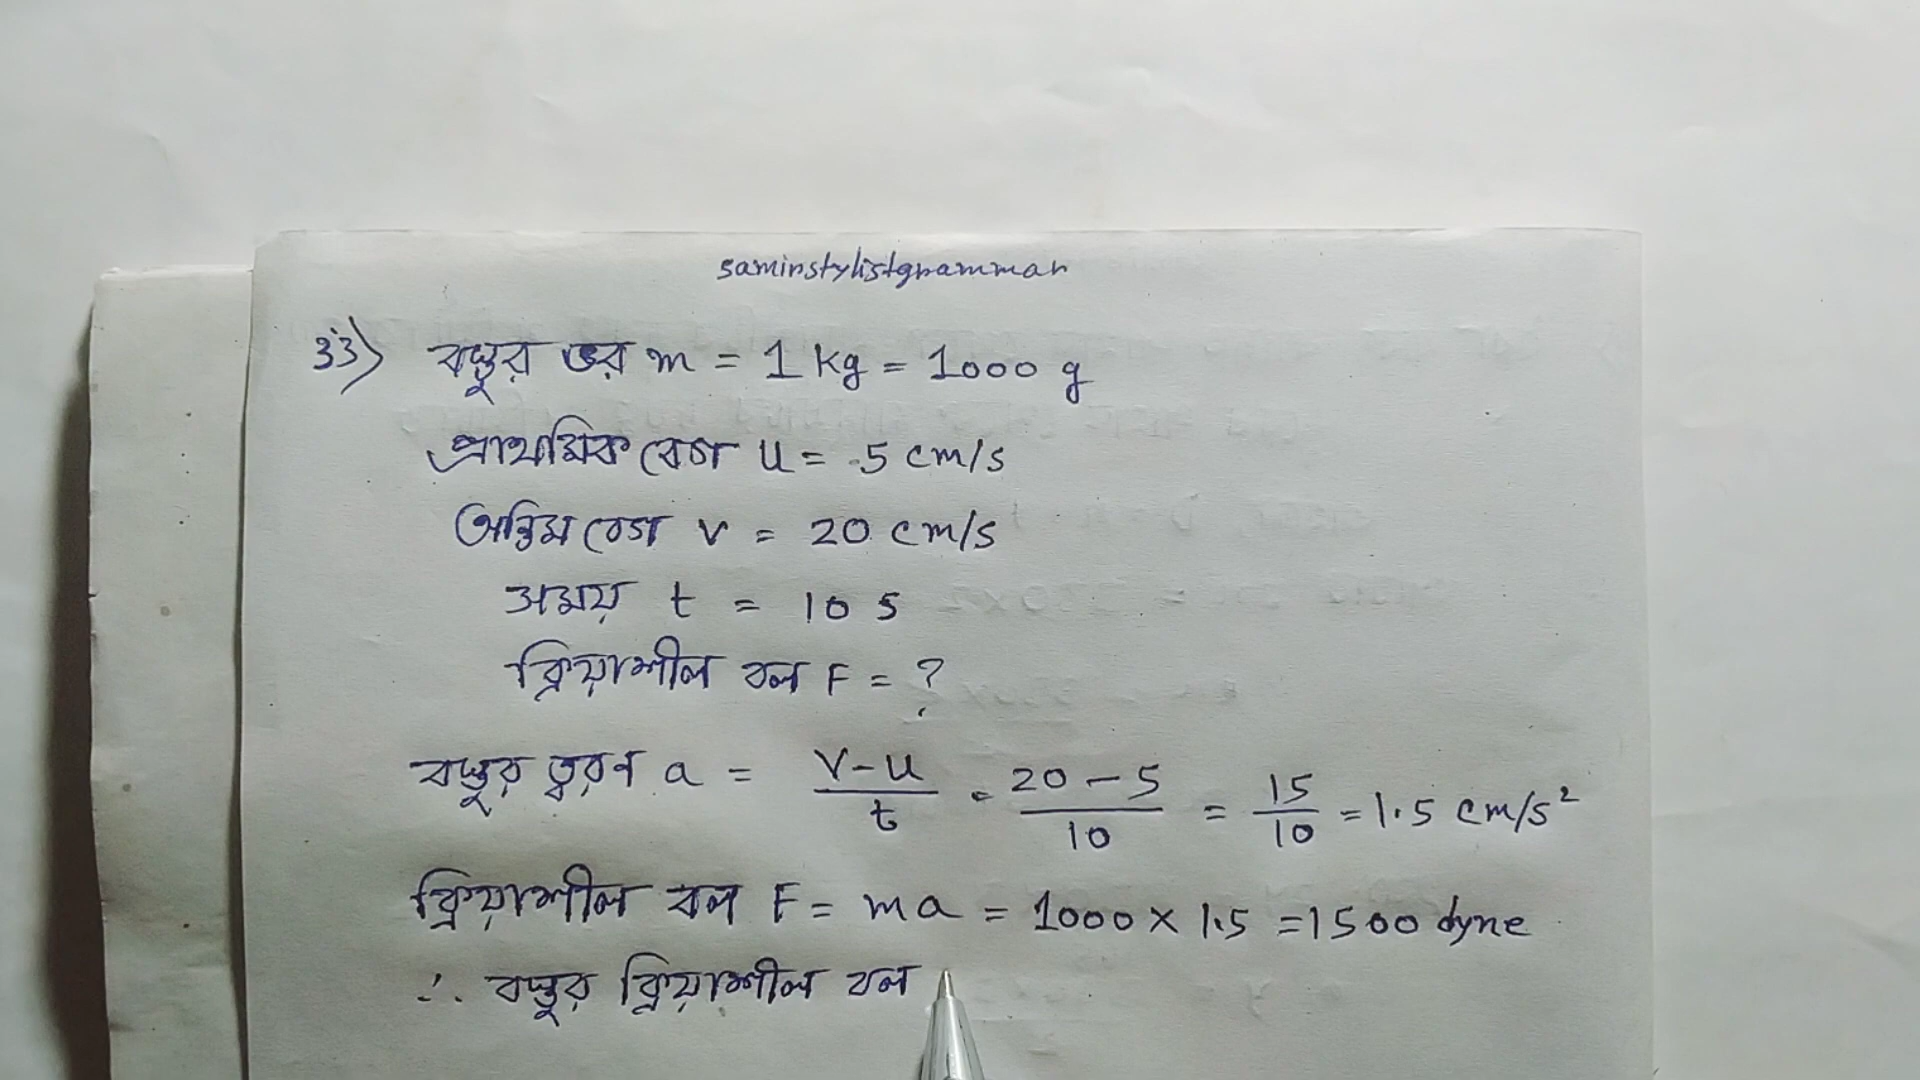 saminstylistgrammar
33) বস্তুর ভর m = 1 kg = 1000 g
প্রাথমিক বেগ u = 5 cm/s
অন্তিম বেগ v = 20 cm/s
সময় t = 10 s
ক্রিয়াশীল বল F = ?
বস্তুর ত্বরণ a = v-u/t = 20-5/10 = 15/10 = 1.5 cm/s²
ক্রিয়াশীল বল F = ma = 1000 × 1.5 = 1500 dyne
∴ বস্তুর ক্রিয়াশীল বল